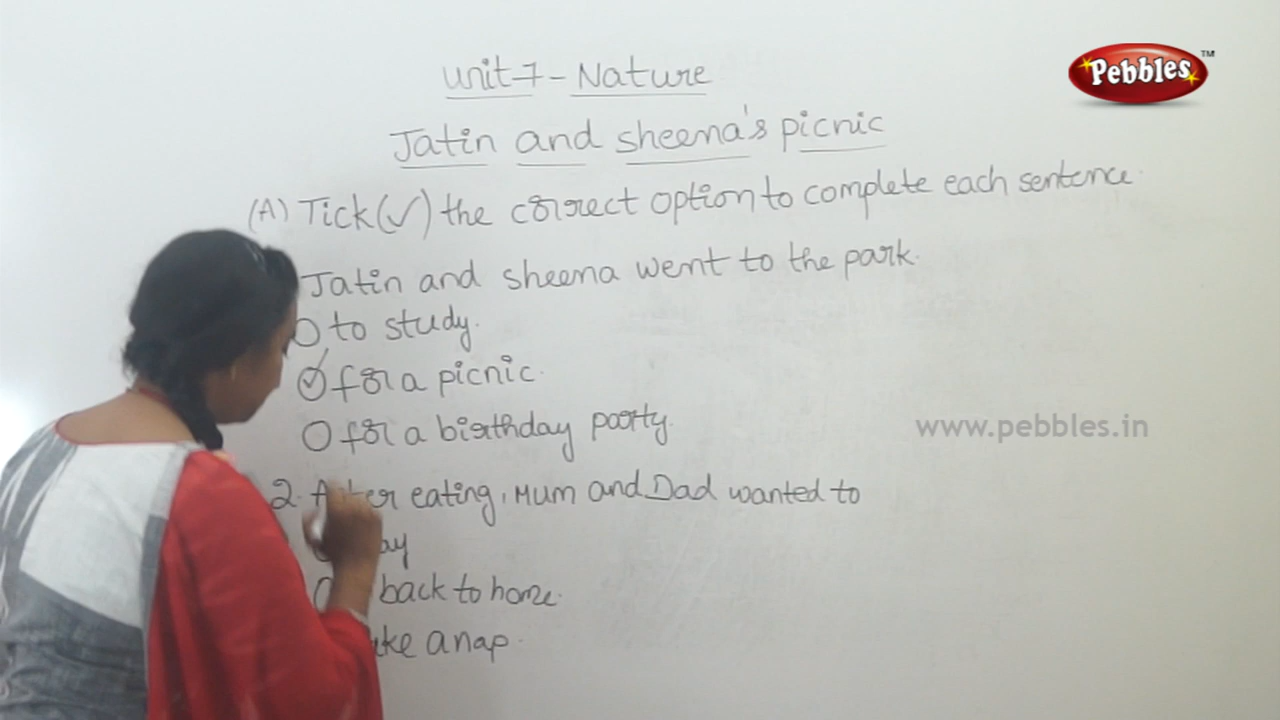 Pebbles™
Unit-7 - Nature
Jatin and sheena's picnic
(A) Tick(✓) the correct option to complete each sentence.
Jatin and sheena went to the park.
to study.
for a picnic.
for a birthday party.
www.pebbles.in
2. After eating, Mum and Dad wanted to
back to home.
a nap.